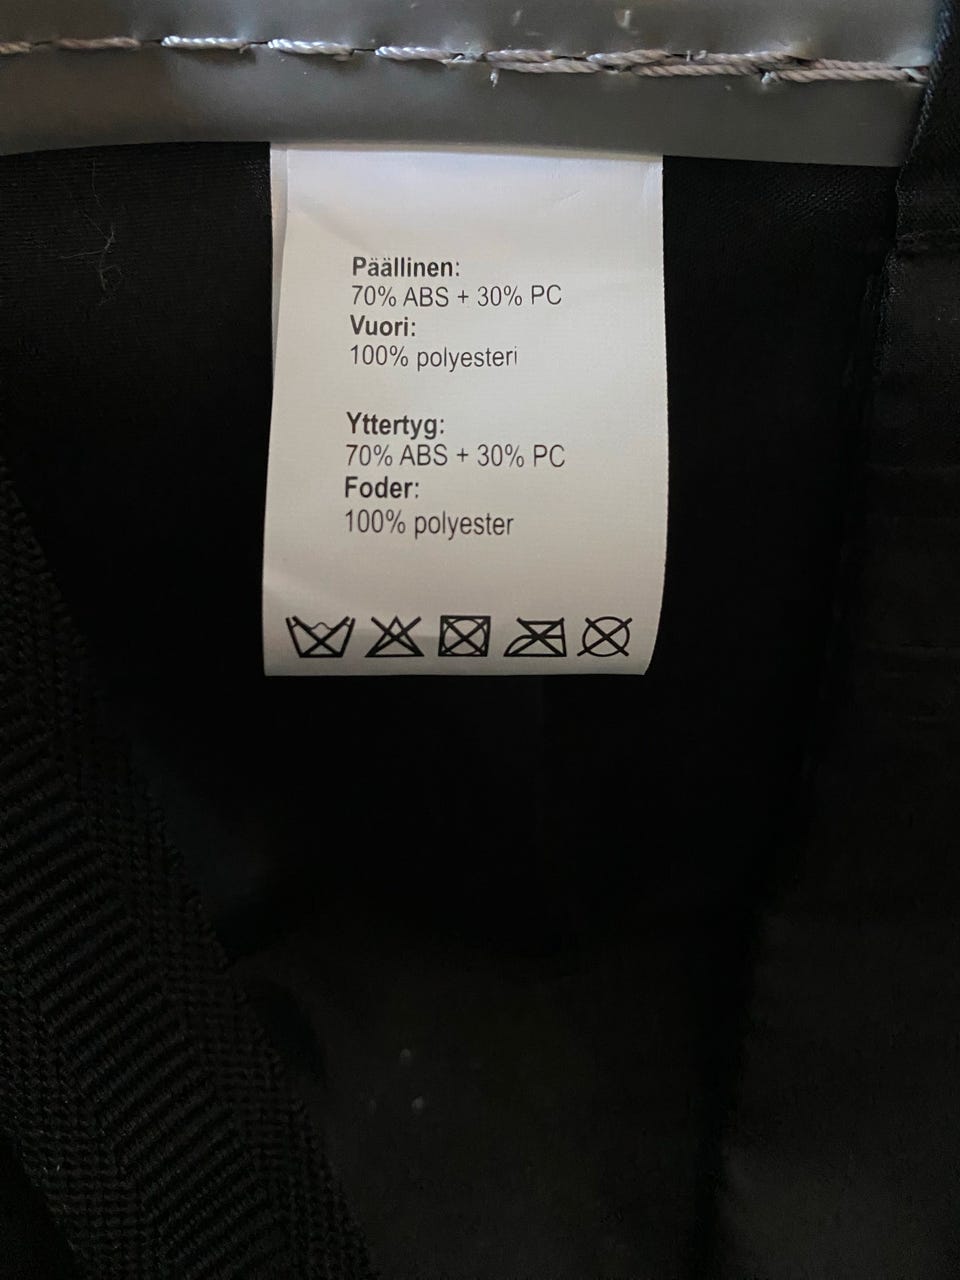 Päällinen:
70% ABS + 30% PC
Vuori:
100% polyesteri
Yttertyg:
70% ABS + 30% PC
Foder:
100% polyester